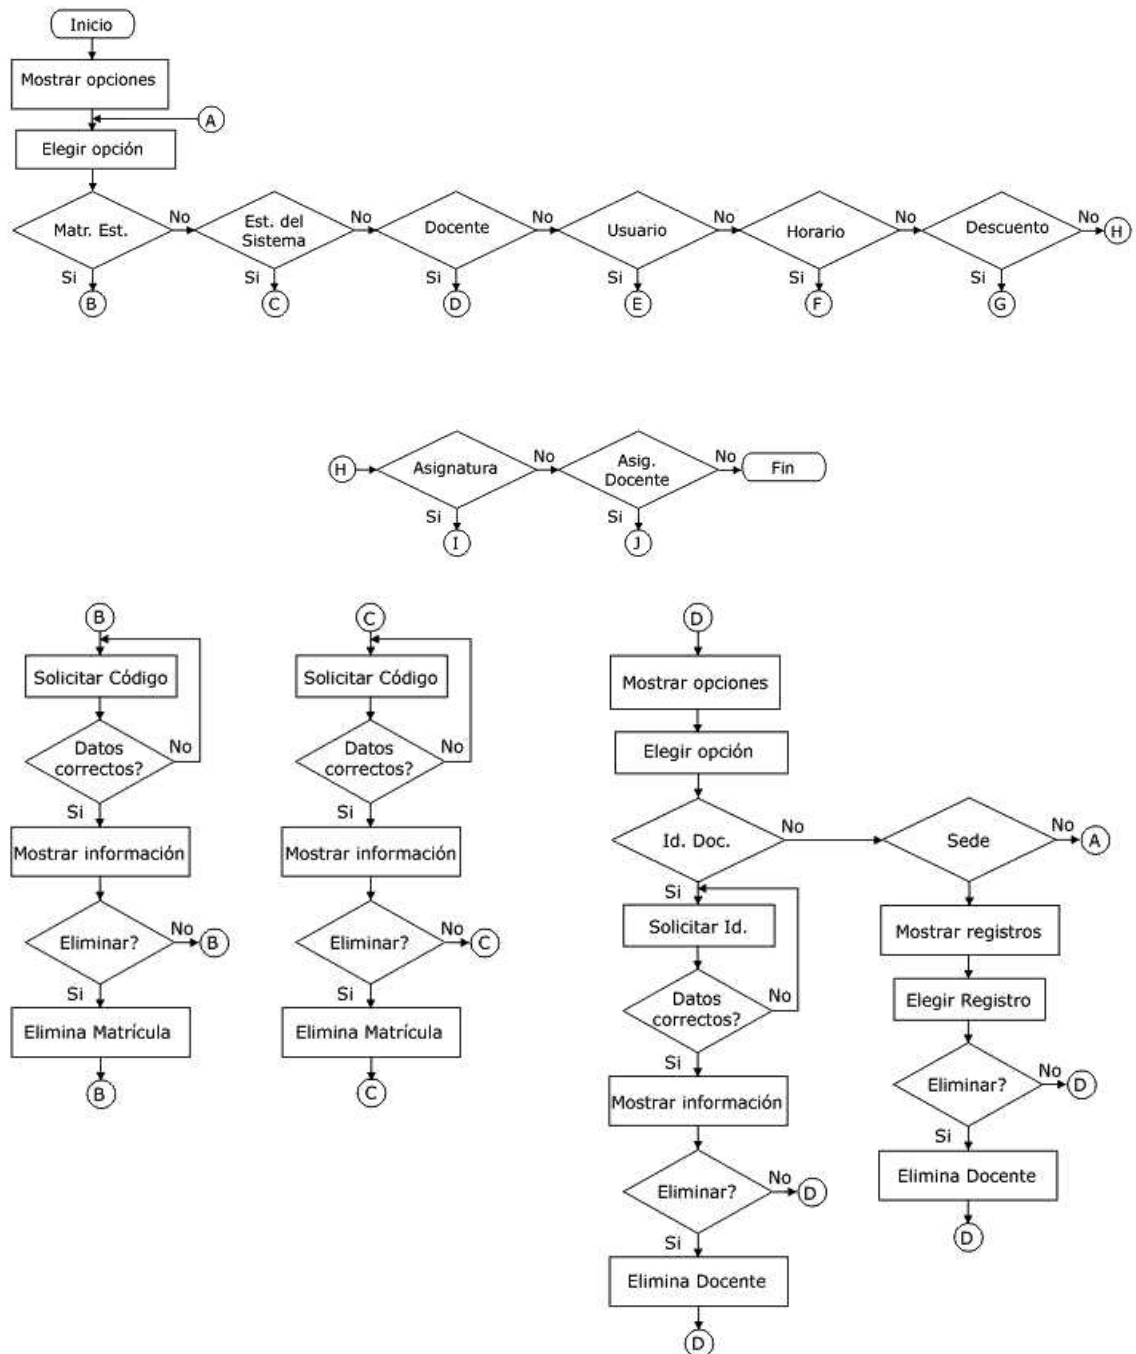 Inicio
Mostrar opciones
A
Elegir opción
Matr. Est.
No
Si
B
Est. del
Sistema
No
Si
C
Docente
No
Si
D
Usuario
No
Si
E
Horario
No
Si
F
Descuento
No
H
Si
G
H
Asignatura
No
Si
I
Asig.
Docente
No
Fin
Si
J
B
Solicitar Código
Datos
correctos?
No
Si
Mostrar información
Eliminar?
No
B
Si
Elimina Matrícula
B
C
Solicitar Código
Datos
correctos?
No
Si
Mostrar información
Eliminar?
No
C
Si
Elimina Matrícula
C
D
Mostrar opciones
Elegir opción
Id. Doc.
No
Si
Solicitar Id.
Datos
correctos?
No
Si
Mostrar información
Eliminar?
No
D
Si
Elimina Docente
D
Sede
No
A
Mostrar registros
Elegir Registro
Eliminar?
No
D
Si
Elimina Docente
D